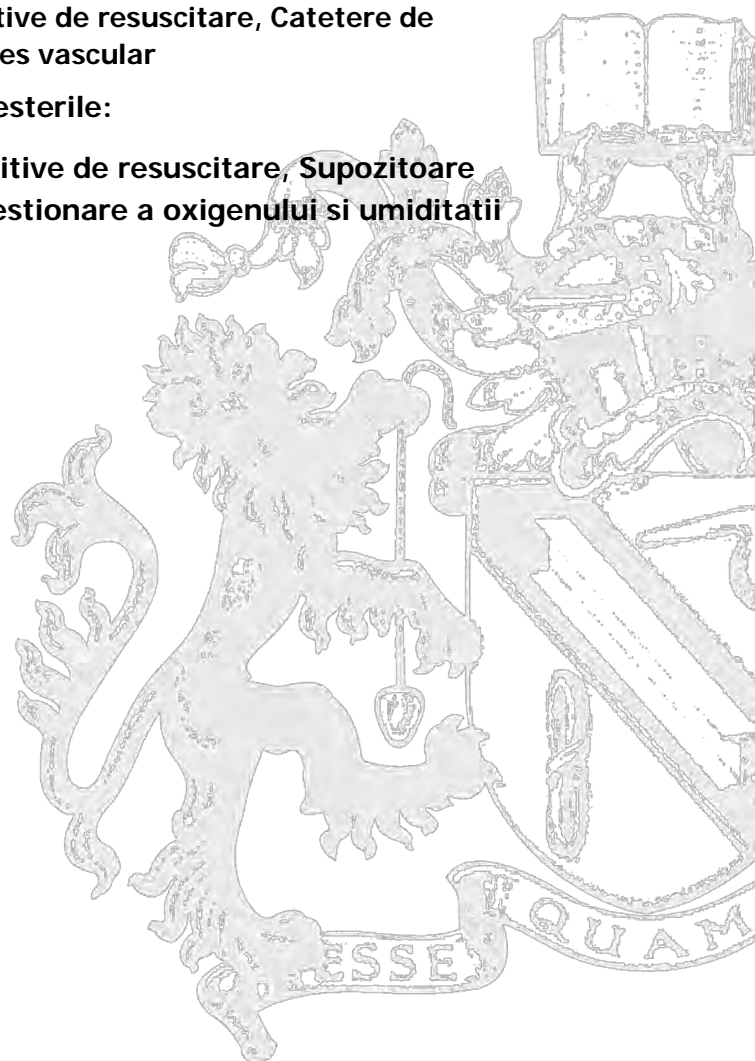 tive de resuscitare, Catetere de
es vascular
esterile:
itive de resuscitare, Supozitoare
estionare a oxigenului si umiditatii
ESSE
QUAM